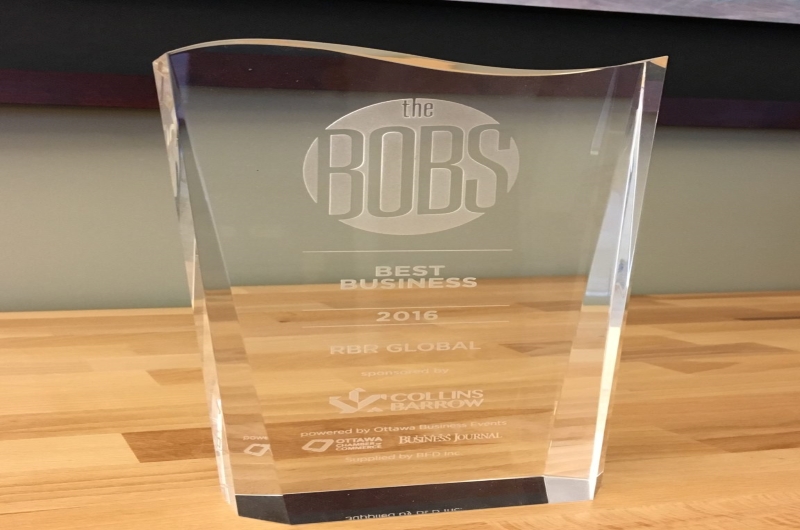 the
BOBS
BEST
BUSINESS
2016
RBR GLOBAL
sponsored by
COLLINS
BARROW
powered by Ottawa Business Events
OTTAWA
CHAMBER of
COMMERCE
BUSINESS JOURNAL
Supplied by